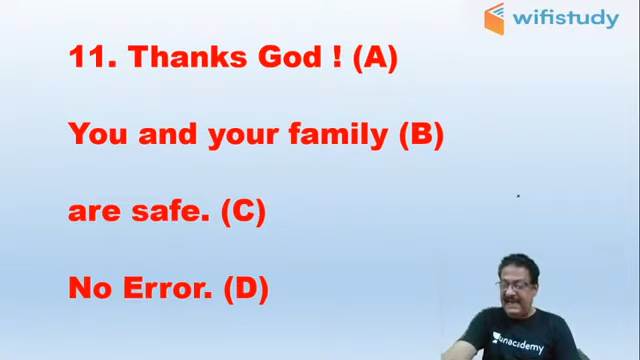 wifistudy
11. Thanks God ! (A)
You and your family (B)
are safe. (C)
No Error. (D)
unacademy